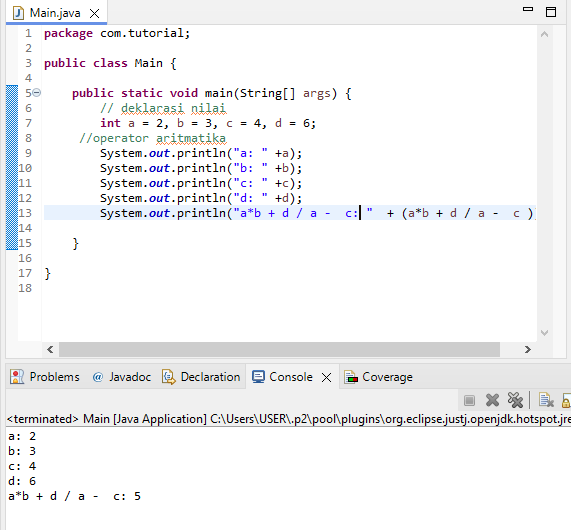 Main.java
1 package com.tutorial;
2
3 public class Main {
4
5 public static void main(String[] args) {
6 // deklarasi nilai
7 int a = 2, b = 3, c = 4, d = 6;
8 //operator aritmatika
9 System.out.println("a: " +a);
10 System.out.println("b: " +b);
11 System.out.println("c: " +c);
12 System.out.println("d: " +d);
13 System.out.println("a*b + d / a -  c: "  + (a*b + d / a -  c )
14
15 }
16
17 }
18
Problems @ Javadoc Declaration Console Coverage
<terminated> Main [Java Application] C:\Users\USER\.p2\pool\plugins\org.eclipse.justj.openjdk.hotspot.jre
a: 2
b: 3
c: 4
d: 6
a*b + d / a -  c: 5